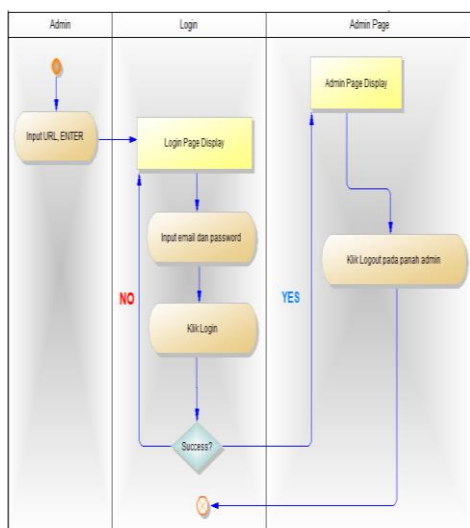 Admin
Login
Admin Page
Admin Page Display
Input URL, ENTER
Login Page Display
Input email dan password
Klik Logout pada panah admin
NO
YES
Klik Login
Success?